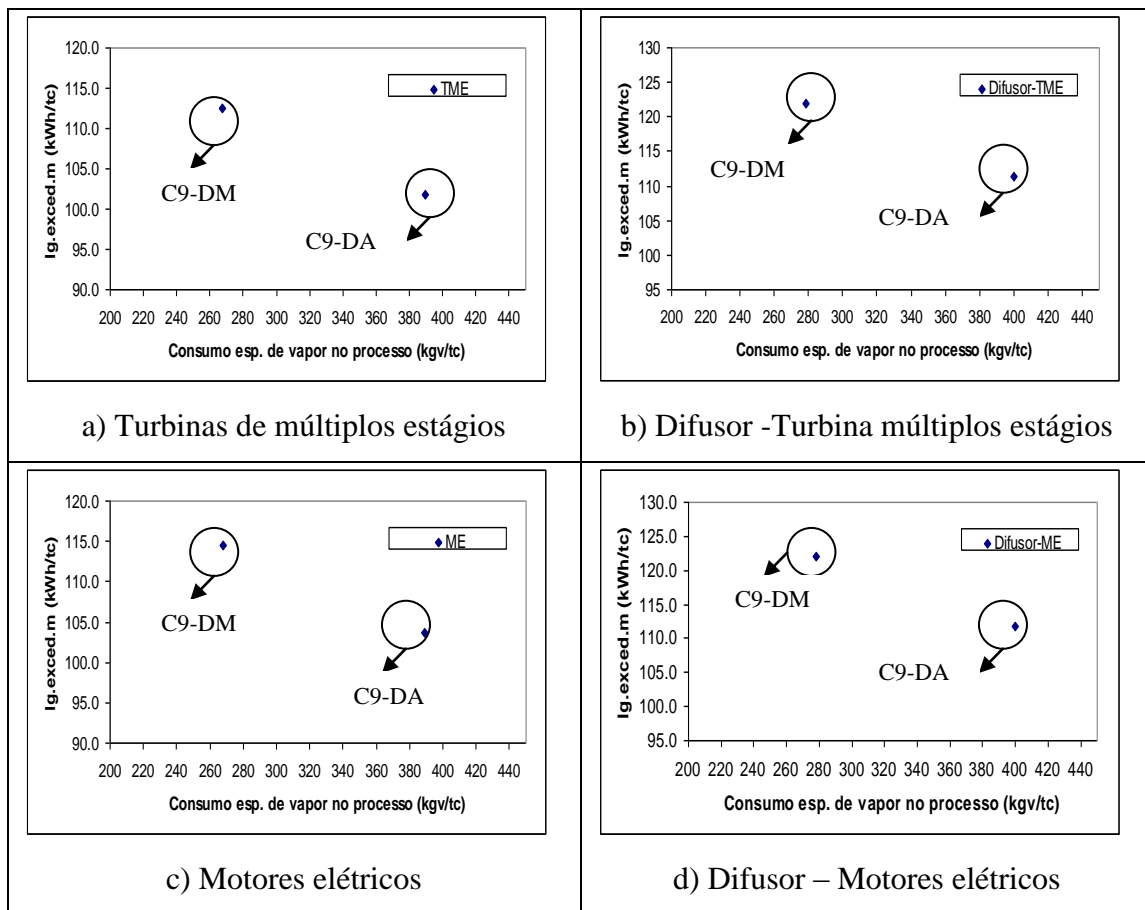 120.0
115.0
110.0
105.0
100.0
95.0
90.0
Ig.exced.m (kWh/tc)
TME
C9-DM
C9-DA
200 220 240 260 280 300 320 340 360 380 400 420 440
Consumo esp. de vapor no processo (kgv/tc)
a) Turbinas de múltiplos estágios
130
125
120
115
110
105
100
95
Ig.exced.m (kWh/tc)
Difusor-TME
C9-DM
C9-DA
200 220 240 260 280 300 320 340 360 380 400 420 440
Consumo esp. de vapor no processo (kgv/tc)
b) Difusor -Turbina múltiplos estágios
120.0
115.0
110.0
105.0
100.0
95.0
90.0
Ig.exced.m (kWh/tc)
ME
C9-DM
C9-DA
200 220 240 260 280 300 320 340 360 380 400 420 440
Consumo esp. de vapor no processo (kgv/tc)
c) Motores elétricos
130.0
125.0
120.0
115.0
110.0
105.0
100.0
95.0
Ig.exced.m (kWh/tc)
Difusor-ME
C9-DM
C9-DA
200 220 240 260 280 300 320 340 360 380 400 420 440
Consumo esp. de vapor no processo (kgv/tc)
d) Difusor – Motores elétricos